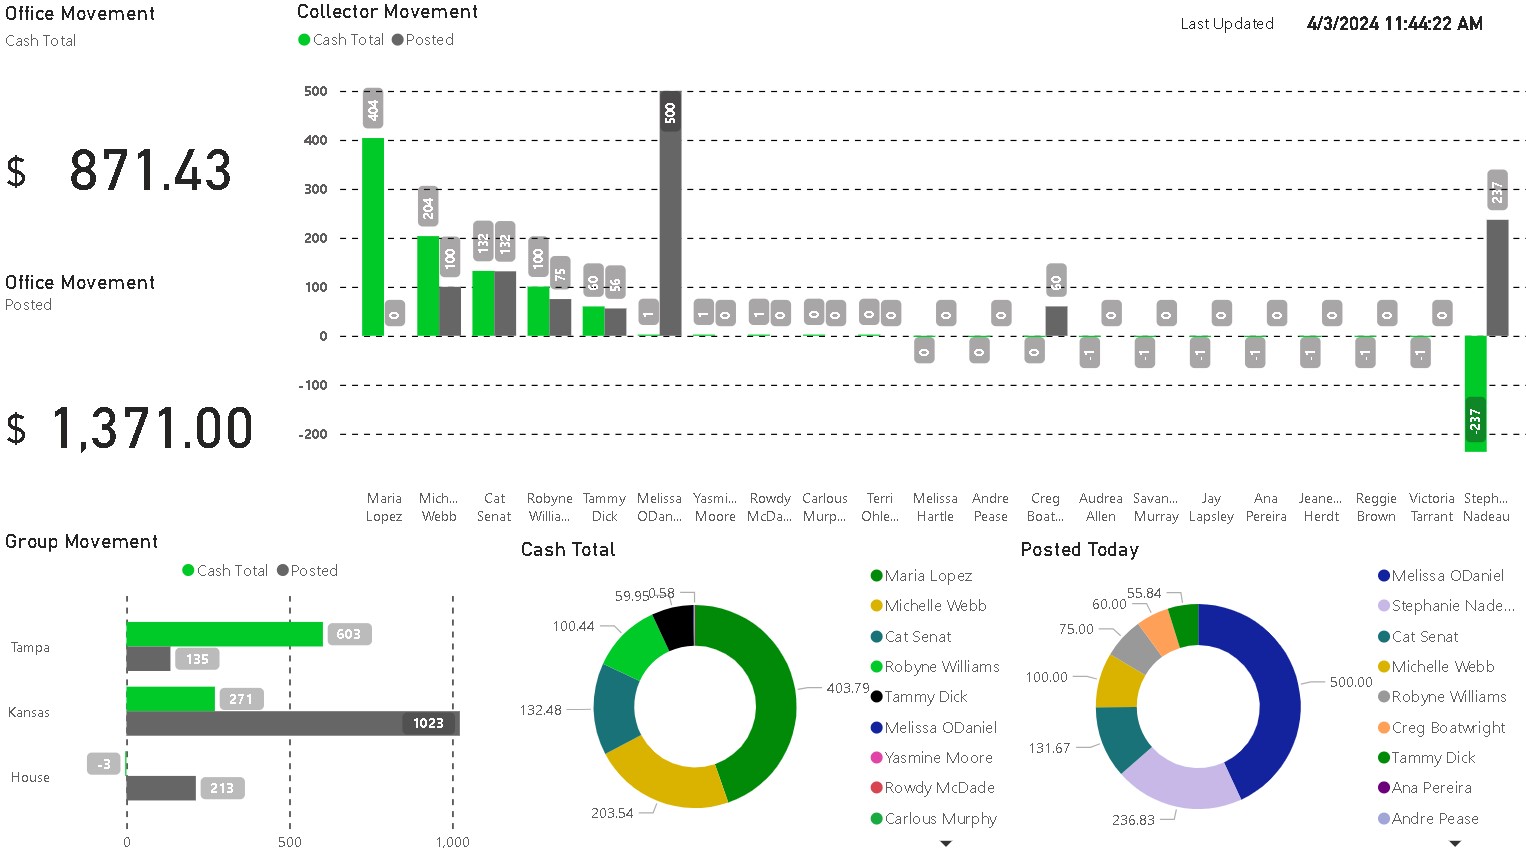 Office Movement
Cash Total
$ 871.43
Office Movement
Posted
$ 1,371.00
Collector Movement
Cash Total Posted
Last Updated 4/3/2024 11:44:22 AM
500
400
300
200
100
0
-100
-200
404 0
204 100
132 132
100 75
60 56
1 500
1 0
1 0
0 0
0 0
0 0
0 0
0 60
-1 0
-1 0
-1 0
-1 0
-1 0
-1 0
-1 0
-237 237
Maria Lopez
Mich... Webb
Cat Senat
Robyne Willia...
Tammy Dick
Melissa ODan...
Yasmi... Moore
Rowdy McDa...
Carlous Murp...
Terri Ohle...
Melissa Hartle
Andre Pease
Creg Boat...
Audrea Allen
Savan... Murray
Jay Lapsley
Ana Pereira
Jeane... Herdt
Reggie Brown
Victoria Tarrant
Steph... Nadeau
Group Movement
Cash Total Posted
Tampa
603
135
Kansas
271
1023
House
-3
213
0 500 1,000
Cash Total
0.58
59.95
100.44
132.48
203.54
403.79
Maria Lopez
Michelle Webb
Cat Senat
Robyne Williams
Tammy Dick
Melissa ODaniel
Yasmine Moore
Rowdy McDade
Carlous Murphy
Posted Today
55.84
60.00
75.00
100.00
131.67
236.83
500.00
Melissa ODaniel
Stephanie Nade...
Cat Senat
Michelle Webb
Robyne Williams
Creg Boatwright
Tammy Dick
Ana Pereira
Andre Pease